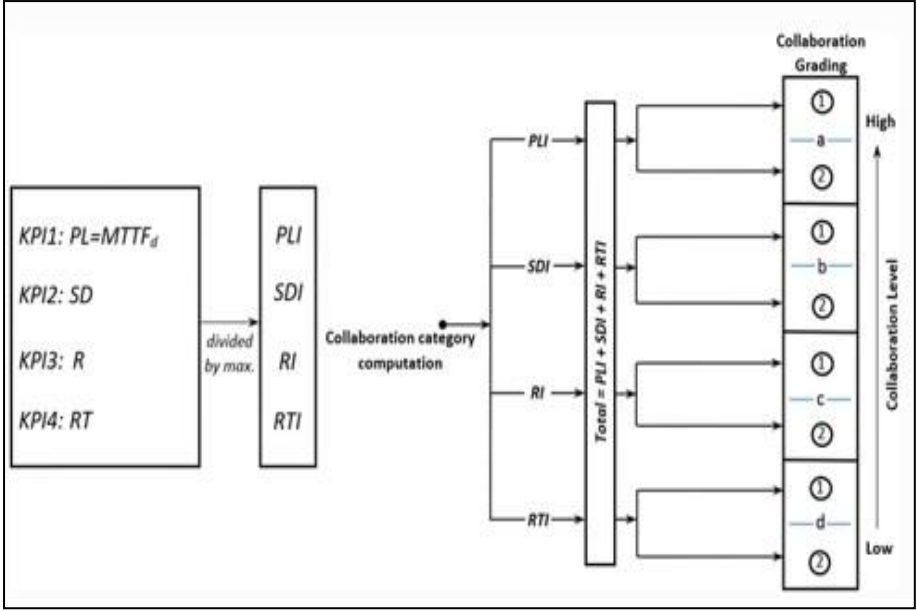 KPI1: PL=MTTFd
KPI2: SD
KPI3: R
KPI4: RT
divided
by max.
PLI
SDI
RI
RTI
Collaboration category
computation
PLI
SDI
RI
RTI
Total = PLI + SDI + RI + RTI
Collaboration
Grading
1
a
2
1
b
2
1
c
2
1
d
2
High
Collaboration Level
Low